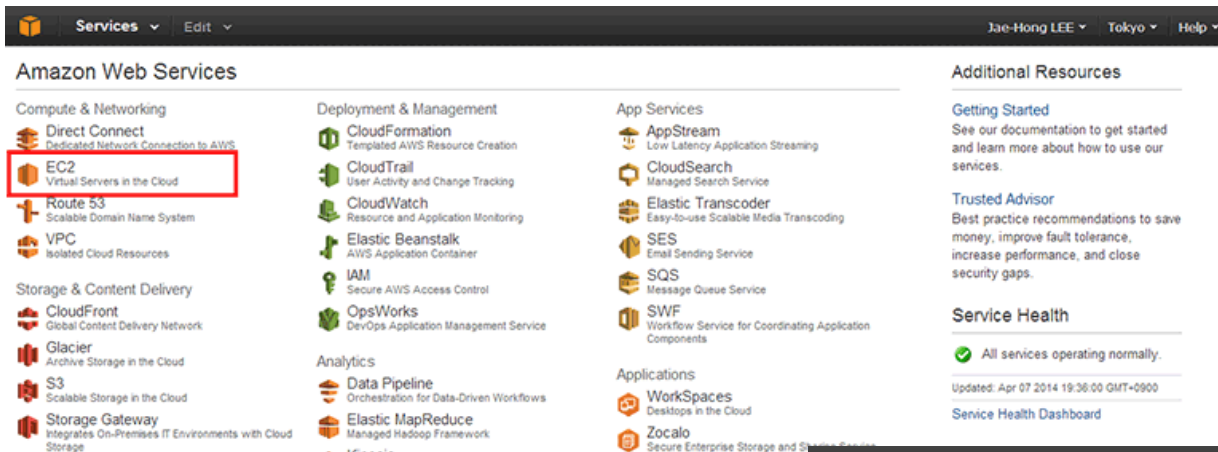 Services Edit Jae-Hong LEE Tokyo Help
Amazon Web Services
Compute & Networking
Direct Connect
Dedicated Network Connection to AWS
EC2
Virtual Servers in the Cloud
Route 53
Scalable Domain Name System
VPC
Isolated Cloud Resources
Storage & Content Delivery
CloudFront
Global Content Delivery Network
Glacier
Archive Storage in the Cloud
S3
Scalable Storage in the Cloud
Storage Gateway
Integrates On-Premises IT Environments with Cloud
Storage
Deployment & Management
CloudFormation
Templated AWS Resource Creation
CloudTrail
User Activity and Change Tracking
CloudWatch
Resource and Application Monitoring
Elastic Beanstalk
AWS Application Container
IAM
Secure AWS Access Control
OpsWorks
DevOps Application Management Service
Analytics
Data Pipeline
Orchestration for Data-Driven Workflows
Elastic MapReduce
Managed Hadoop Framework
App Services
AppStream
Low Latency Application Streaming
CloudSearch
Managed Search Service
Elastic Transcoder
Easy-to-use Scalable Media Transcoding
SES
Email Sending Service
SQS
Message Queue Service
SWF
Workflow Service for Coordinating Application
Components
Applications
WorkSpaces
Desktops in the Cloud
Zocalo
Secure Enterprise Storage and Sharing Service
Additional Resources
Getting Started
See our documentation to get started
and learn more about how to use our
services.
Trusted Advisor
Best practice recommendations to save
money, improve fault tolerance,
increase performance, and close
security gaps.
Service Health
All services operating normally.
Updated: Apr 07 2014 19:36:00 GMT+0900
Service Health Dashboard